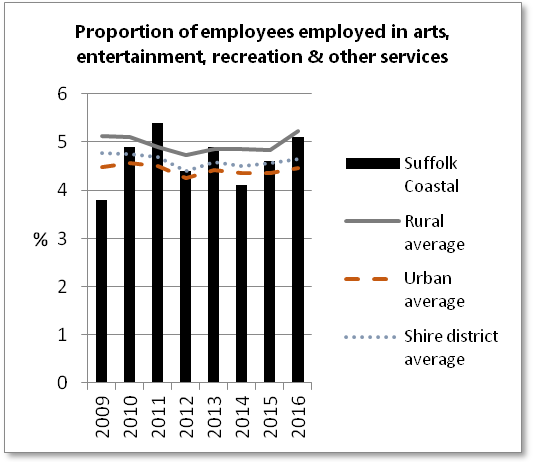 Proportion of employees employed in arts,
entertainment, recreation & other services
6
5
4
3
2
1
0
%
2009
2010
2011
2012
2013
2014
2015
2016
Suffolk
Coastal
Rural
average
Urban
average
Shire district
average